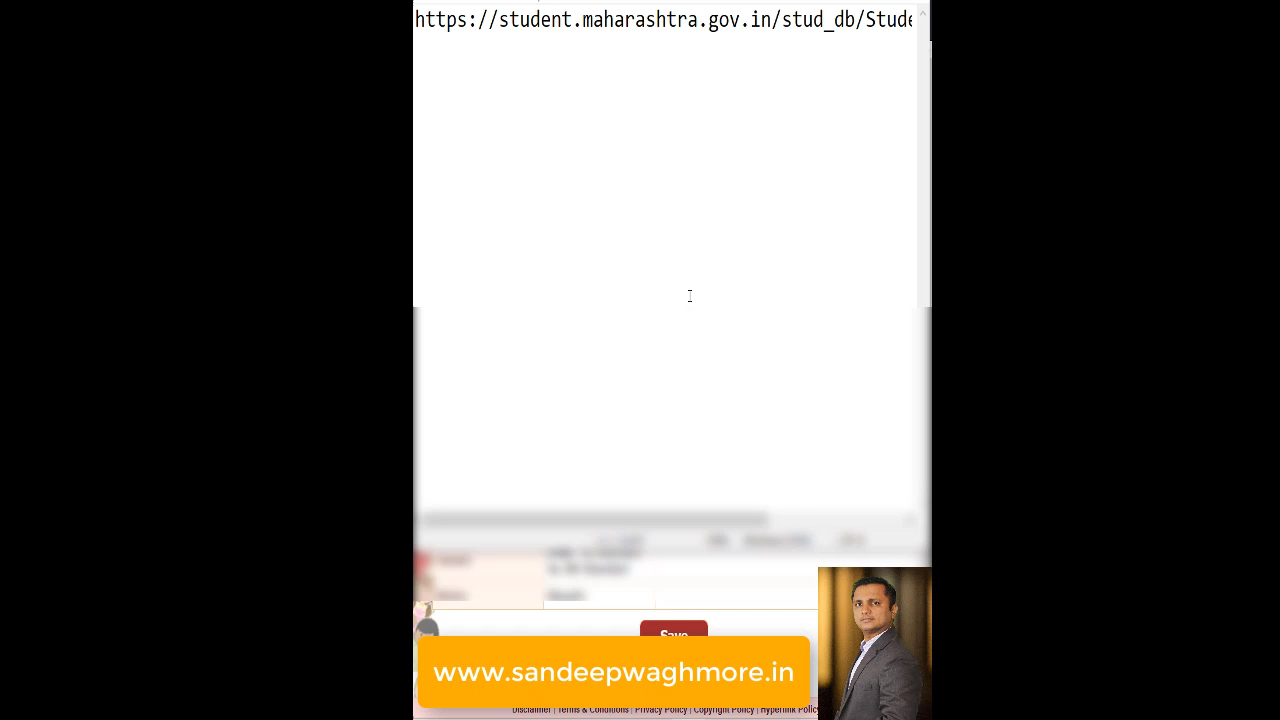 https://student.maharashtra.gov.in/stud_db/Stude
Save
www.sandeepwaghmore.in
Disclaimer | Terms & Conditions | Privacy Policy | Copyright Policy | Hyperlink Policy